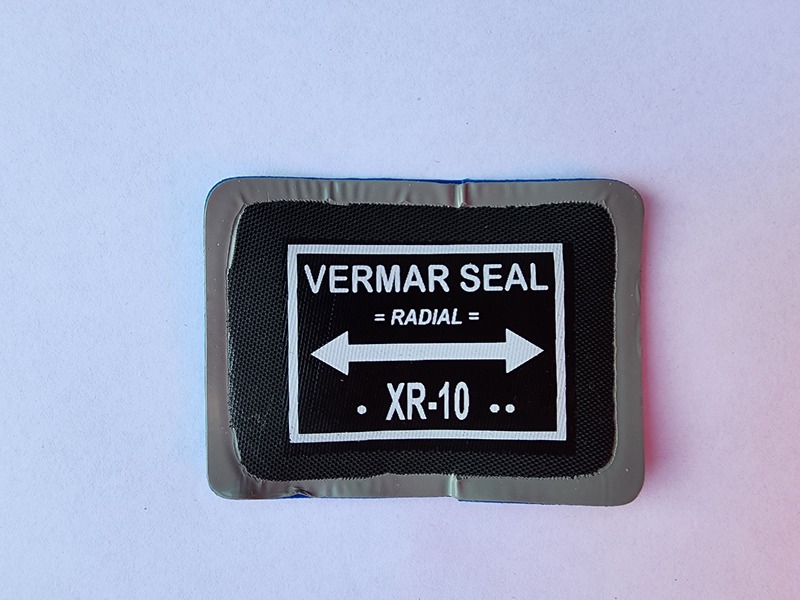 VERMAR SEAL
= RADIAL =
• XR-10 ••